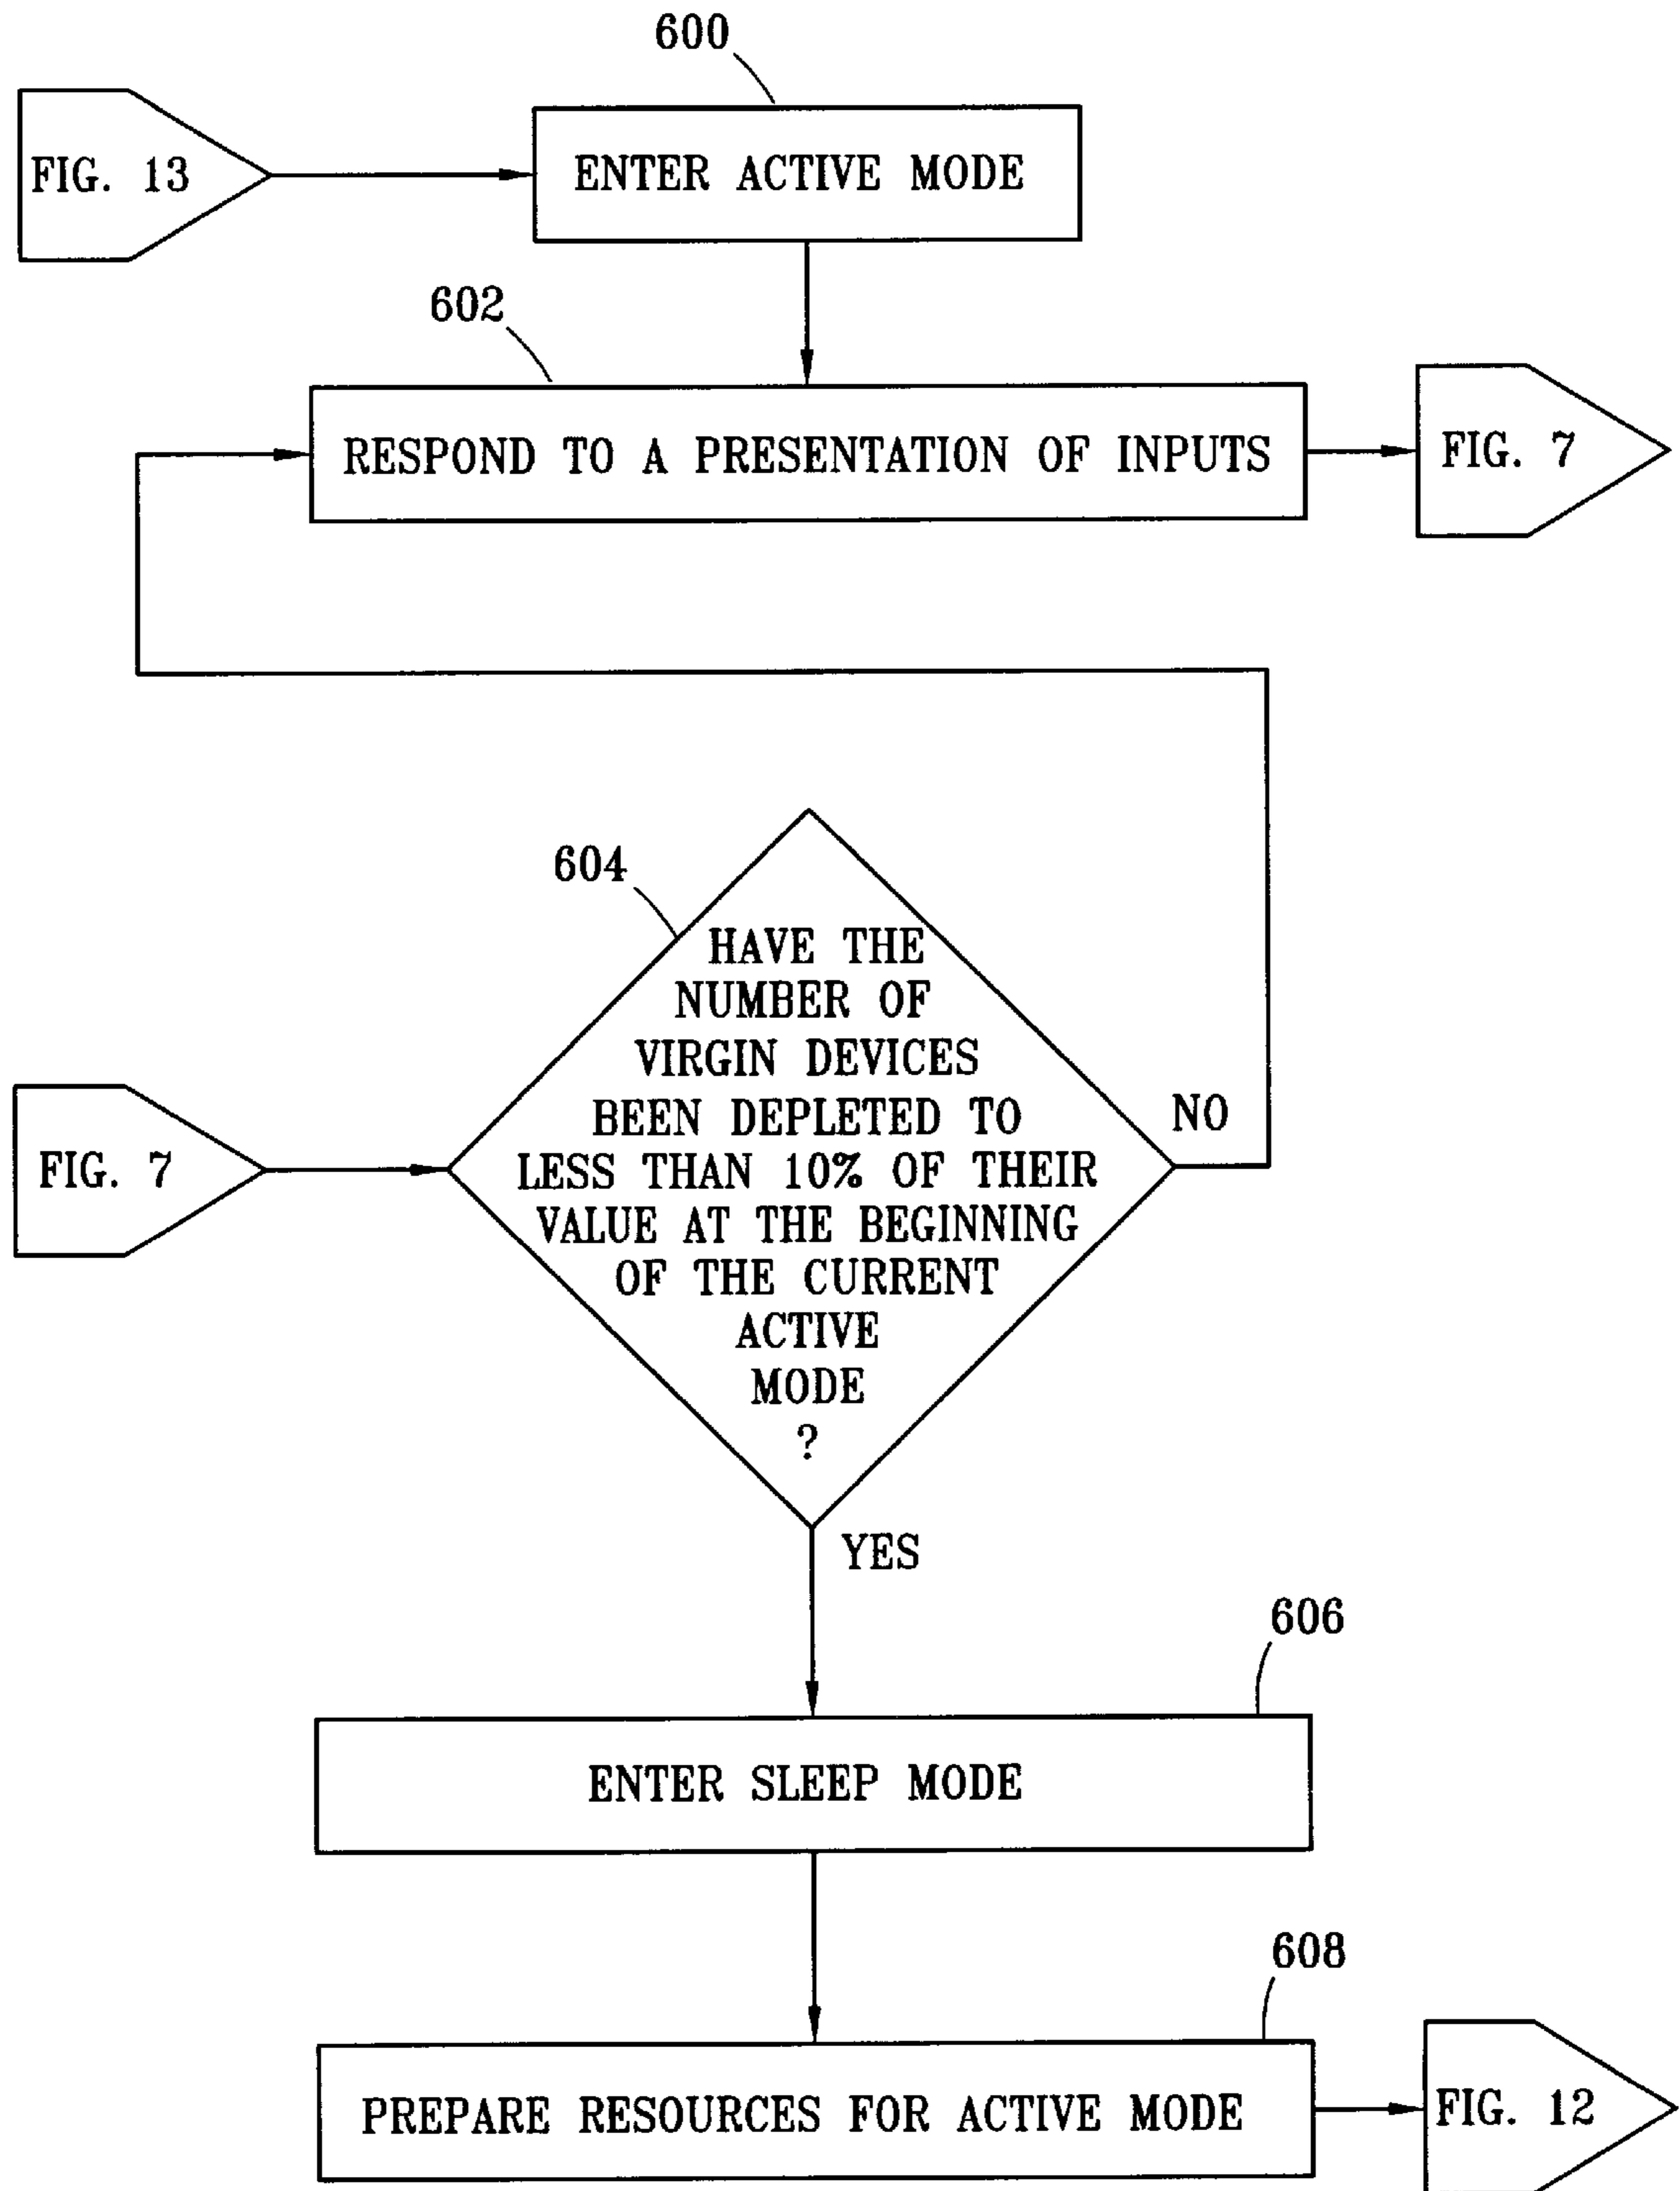 600
FIG. 13
ENTER ACTIVE MODE
602
RESPOND TO A PRESENTATION OF INPUTS
FIG. 7
604
HAVE THE
NUMBER OF
VIRGIN DEVICES
BEEN DEPLETED TO
LESS THAN 10% OF THEIR
VALUE AT THE BEGINNING
OF THE CURRENT
ACTIVE
MODE
?
NO
FIG. 7
YES
606
ENTER SLEEP MODE
608
PREPARE RESOURCES FOR ACTIVE MODE
FIG. 12